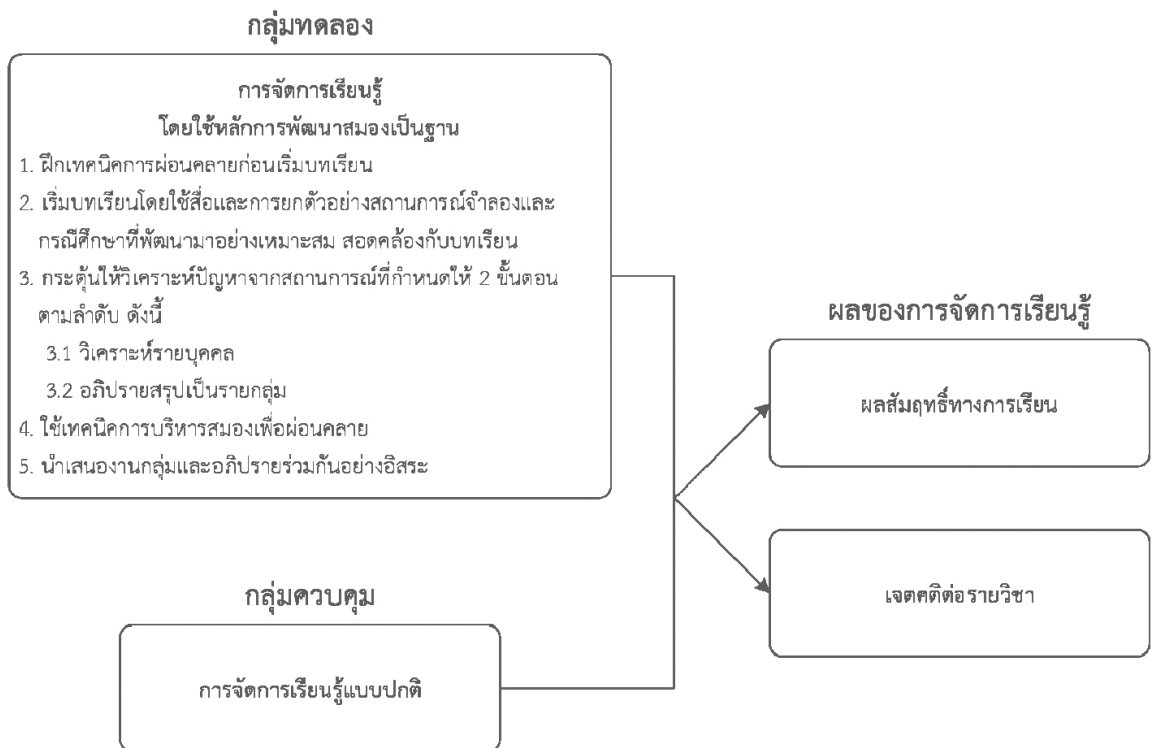 กลุ่มทดลอง
การจัดการเรียนรู้
โดยใช้หลักการพัฒนาสมองเป็นฐาน
1. ฝึกเทคนิคการผ่อนคลายก่อนเริ่มบทเรียน
2. เริ่มบทเรียนโดยใช้สื่อและการยกตัวอย่างสถานการณ์จำลองและ
กรณีศึกษาที่พัฒนามาอย่างเหมาะสม สอดคล้องกับบทเรียน
3. กระตุ้นให้วิเคราะห์ปัญหาจากสถานการณ์ที่กำหนดให้ 2 ขั้นตอน
ตามลำดับ ดังนี้
3.1 วิเคราะห์รายบุคคล
3.2 อภิปรายสรุปเป็นรายกลุ่ม
4. ใช้เทคนิคการบริหารสมองเพื่อผ่อนคลาย
5. นำเสนองานกลุ่มและอภิปรายร่วมกันอย่างอิสระ
ผลของการจัดการเรียนรู้
ผลสัมฤทธิ์ทางการเรียน
เจตคติต่อรายวิชา
กลุ่มควบคุม
การจัดการเรียนรู้แบบปกติ